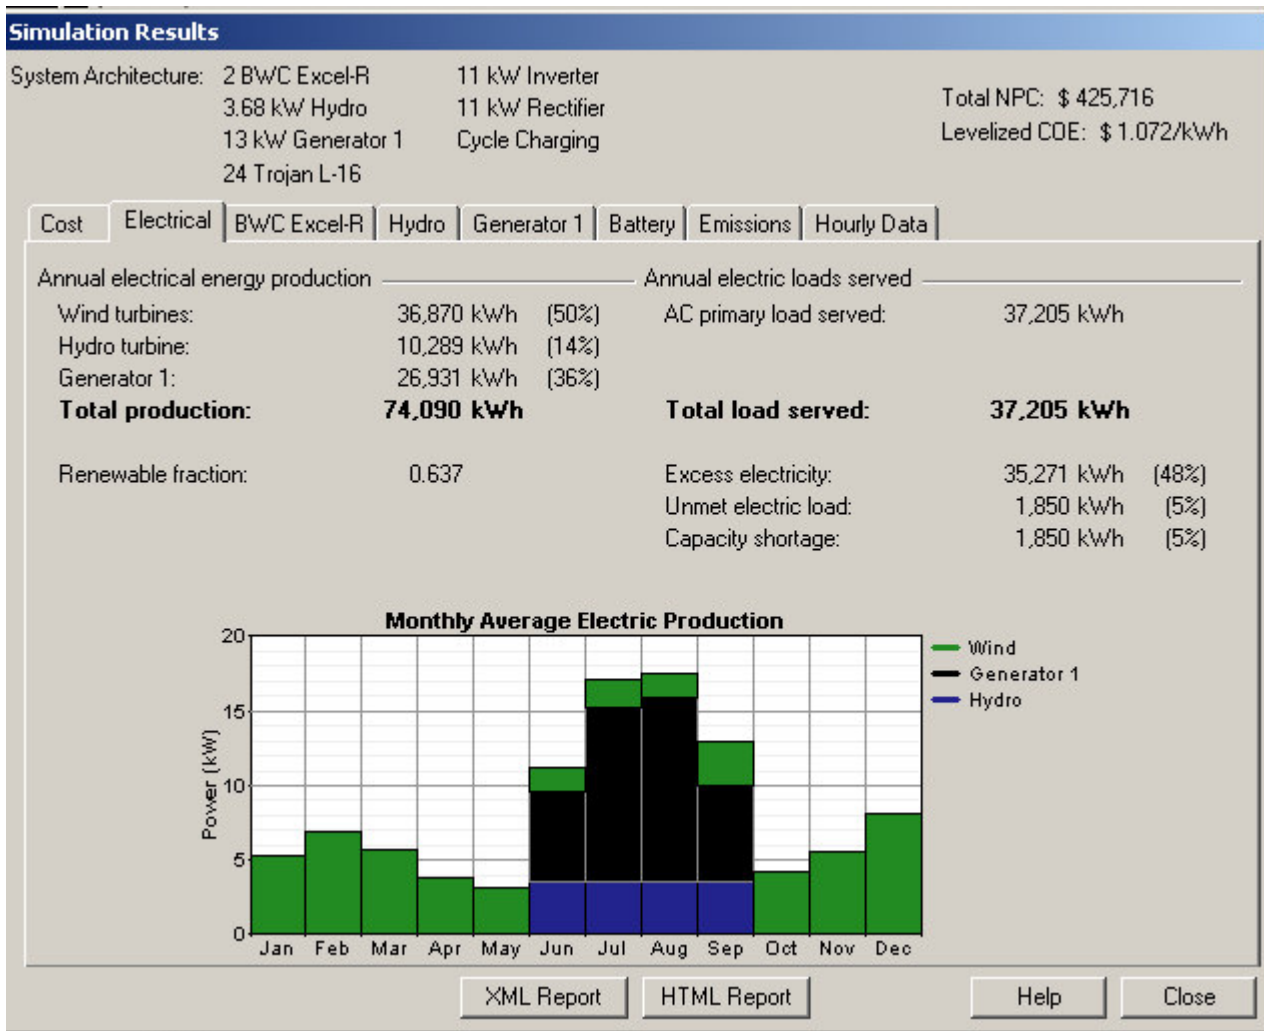 Simulation Results
System Architecture: 2 BWC Excel-R 11 kW Inverter
3.68 kW Hydro 11 kW Rectifier
13 kW Generator 1 Cycle Charging
24 Trojan L-16
Total NPC: $ 425,716
Levelized COE: $ 1.072/kWh
Cost Electrical BWC Excel-R Hydro Generator 1 Battery Emissions Hourly Data
Annual electrical energy production
Wind turbines: 36,870 kWh (50%)
Hydro turbine: 10,289 kWh (14%)
Generator 1: 26,931 kWh (36%)
Total production: 74,090 kWh
Renewable fraction: 0.637
Annual electric loads served
AC primary load served: 37,205 kWh
Total load served: 37,205 kWh
Excess electricity: 35,271 kWh (48%)
Unmet electric load: 1,850 kWh (5%)
Capacity shortage: 1,850 kWh (5%)
Monthly Average Electric Production
Power (kW)
20
15
10
5
0
Jan Feb Mar Apr May Jun Jul Aug Sep Oct Nov Dec
Wind
Generator 1
Hydro
XML Report HTML Report Help Close